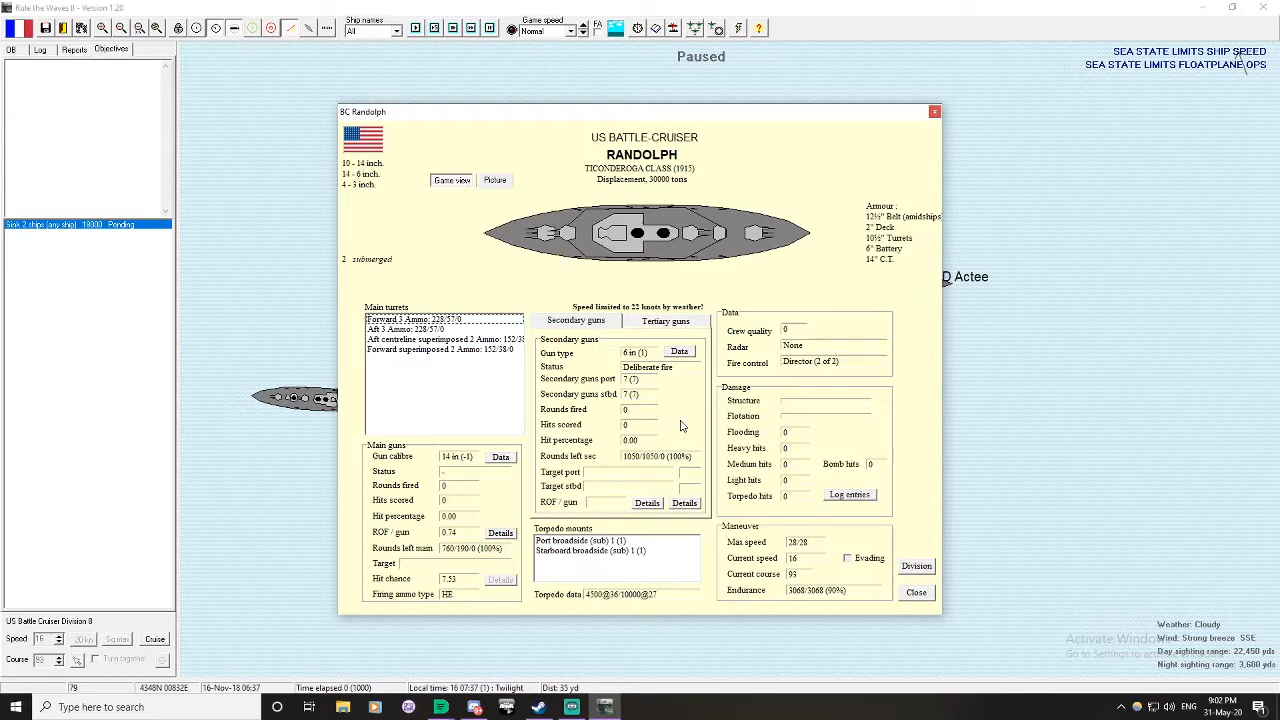 Rule the Waves II - Version 1.20
Ship names
All
Game speed
Normal
FA
OB
Log
Reports
Objectives
Paused
SEA STATE LIMITS SHIP SPEED
SEA STATE LIMITS FLOATPLANE OPS
Sink 2 ships [any ship] 18000 Pending
BC Randolph
US BATTLE-CRUISER
RANDOLPH
TICONDEROGA CLASS (1915)
Displacement, 30000 tons
10 - 14 inch.
14 - 6 inch.
4 - 3 inch.
Game view
Picture
Armour :
12½" Belt (amidships)
2" Deck
10½" Turrets
6" Battery
14" C.T.
2 submerged
D Actee
Speed limited to 22 knots by weather!
Main turrets
Forward 3 Ammo: 228/57/0
Aft 3 Ammo: 228/57/0
Aft centreline superimposed 2 Ammo: 152/38
Forward superimposed 2 Ammo: 152/38/0
Main guns
Gun calibre 14 in (-1) Data
Status -
Rounds fired 0
Hits scored 0
Hit percentage 0.00
ROF / gun 0.74 Details
Rounds left main 760/190/0 (100%)
Target
Hit chance 7.53 Details
Firing ammo type HE
Secondary guns
Tertiary guns
Secondary guns
Gun type 6 in (1) Data
Status Deliberate fire
Secondary guns port 7 (7)
Secondary guns stbd 7 (7)
Rounds fired 0
Hits scored 0
Hit percentage 0.00
Rounds left sec 1050/1050/0 (100%)
Target port
Target stbd
ROF / gun Details Details
Torpedo mounts
Port broadside (sub) 1 (1)
Starboard broadside (sub) 1 (1)
Torpedo data 4500@36/10000@27
Data
Crew quality 0
Radar None
Fire control Director (2 of 2)
Damage
Structure
Flotation
Flooding 0
Heavy hits 0
Medium hits 0 Bomb hits 0
Light hits 0
Torpedo hits 0 Log entries
Maneuver
Max speed 28/28
Current speed 16 Evading
Current course 93
Endurance 3068/3068 (90%)
Division
Close
Battle Cruiser Division 8
Speed 16 20 kn Sig max Cruise
Course 93 Turn together
Weather: Cloudy
Wind: Strong breeze SSE
Day sighting range: 22,450 yds
Night sighting range: 3,600 yds
Activate Window
Go to Settings to
79
4348N 00832E
16-Nov-18 06:37
Time elapsed 0 (1000)
Local time: 16 07:37 (1) : Twilight
Dist: 35 yd
Type here to search
ENG
9:02 PM
31-May-20